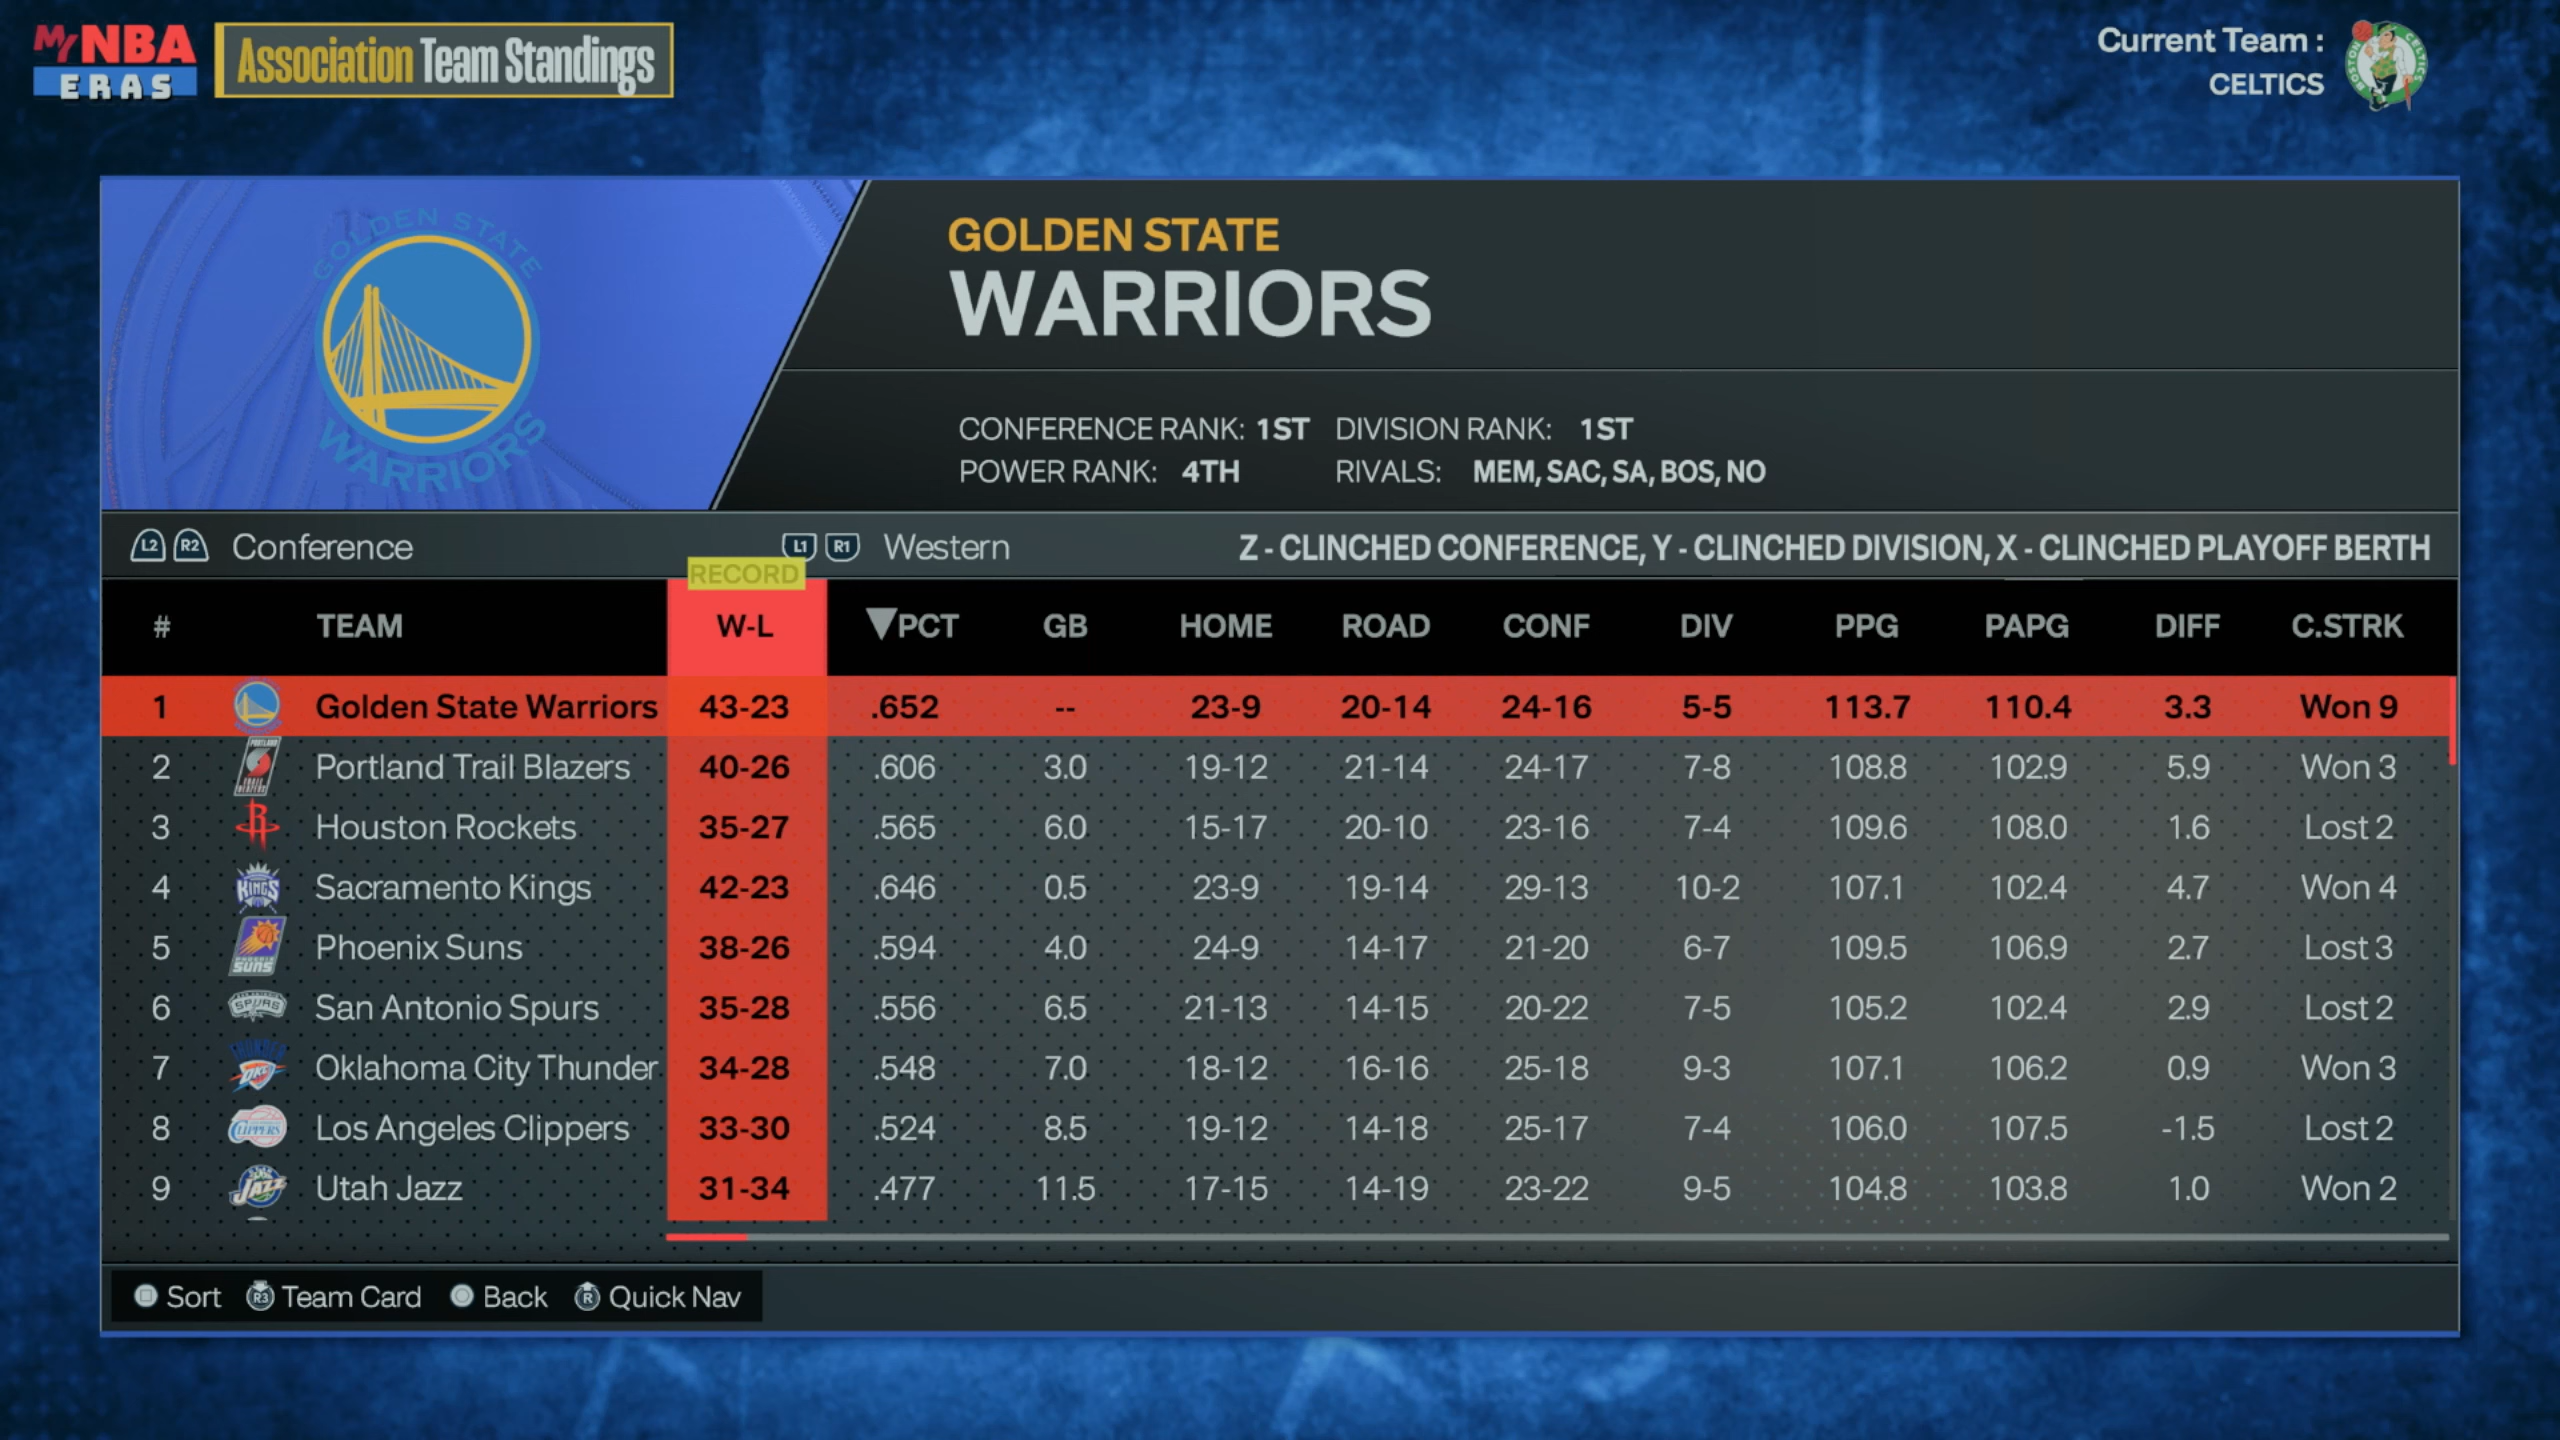 MyNBA
ERAS
Association Team Standings
Current Team :
CELTICS
GOLDEN STATE
WARRIORS
GOLDEN STATE
WARRIORS
CONFERENCE RANK: 1ST DIVISION RANK: 1ST
POWER RANK: 4TH RIVALS: MEM, SAC, SA, BOS, NO
L2 R2 Conference L1 R1 Western Z - CLINCHED CONFERENCE, Y - CLINCHED DIVISION, X - CLINCHED PLAYOFF BERTH
RECORD
# TEAM W-L PCT GB HOME ROAD CONF DIV PPG PAPG DIFF C.STRK
1 Golden State Warriors 43-23 .652 -- 23-9 20-14 24-16 5-5 113.7 110.4 3.3 Won 9
2 Portland Trail Blazers 40-26 .606 3.0 19-12 21-14 24-17 7-8 108.8 102.9 5.9 Won 3
3 Houston Rockets 35-27 .565 6.0 15-17 20-10 23-16 7-4 109.6 108.0 1.6 Lost 2
4 Sacramento Kings 42-23 .646 0.5 23-9 19-14 29-13 10-2 107.1 102.4 4.7 Won 4
5 Phoenix Suns 38-26 .594 4.0 24-9 14-17 21-20 6-7 109.5 106.9 2.7 Lost 3
6 San Antonio Spurs 35-28 .556 6.5 21-13 14-15 20-22 7-5 105.2 102.4 2.9 Lost 2
7 Oklahoma City Thunder 34-28 .548 7.0 18-12 16-16 25-18 9-3 107.1 106.2 0.9 Won 3
8 Los Angeles Clippers 33-30 .524 8.5 19-12 14-18 25-17 7-4 106.0 107.5 -1.5 Lost 2
9 Utah Jazz 31-34 .477 11.5 17-15 14-19 23-22 9-5 104.8 103.8 1.0 Won 2
Sort R3 Team Card Back R Quick Nav